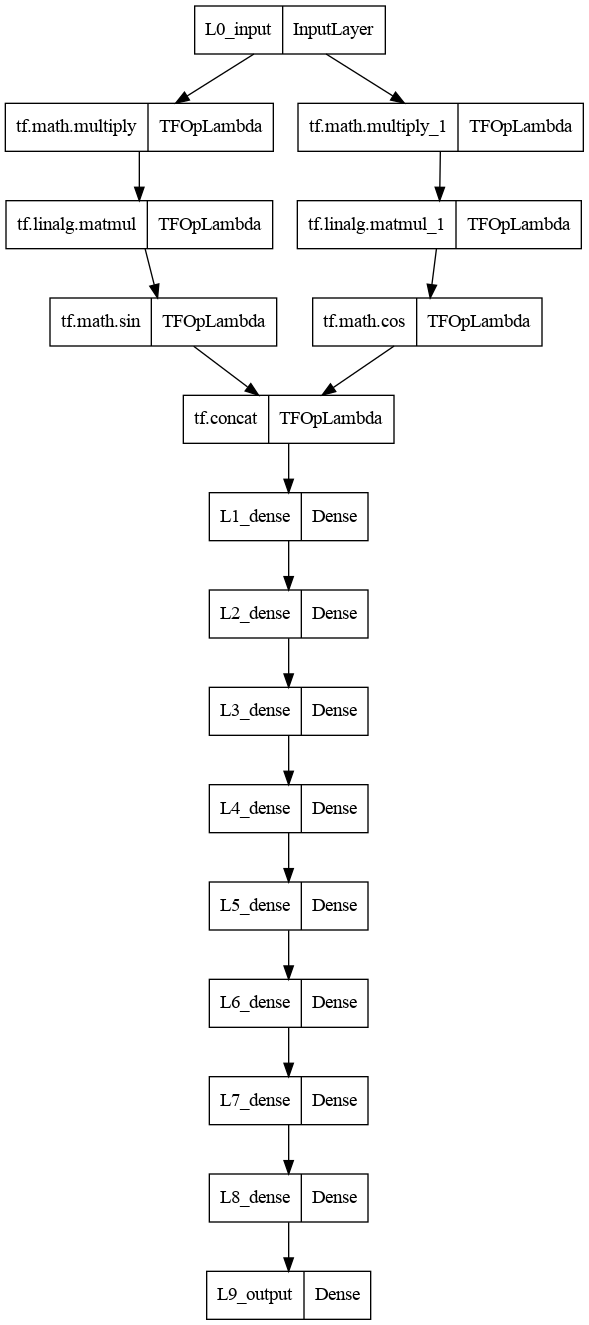 L0_input InputLayer
tf.math.multiply TFOpLambda tf.math.multiply_1 TFOpLambda
tf.linalg.matmul TFOpLambda tf.linalg.matmul_1 TFOpLambda
tf.math.sin TFOpLambda tf.math.cos TFOpLambda
tf.concat TFOpLambda
L1_dense Dense
L2_dense Dense
L3_dense Dense
L4_dense Dense
L5_dense Dense
L6_dense Dense
L7_dense Dense
L8_dense Dense
L9_output Dense